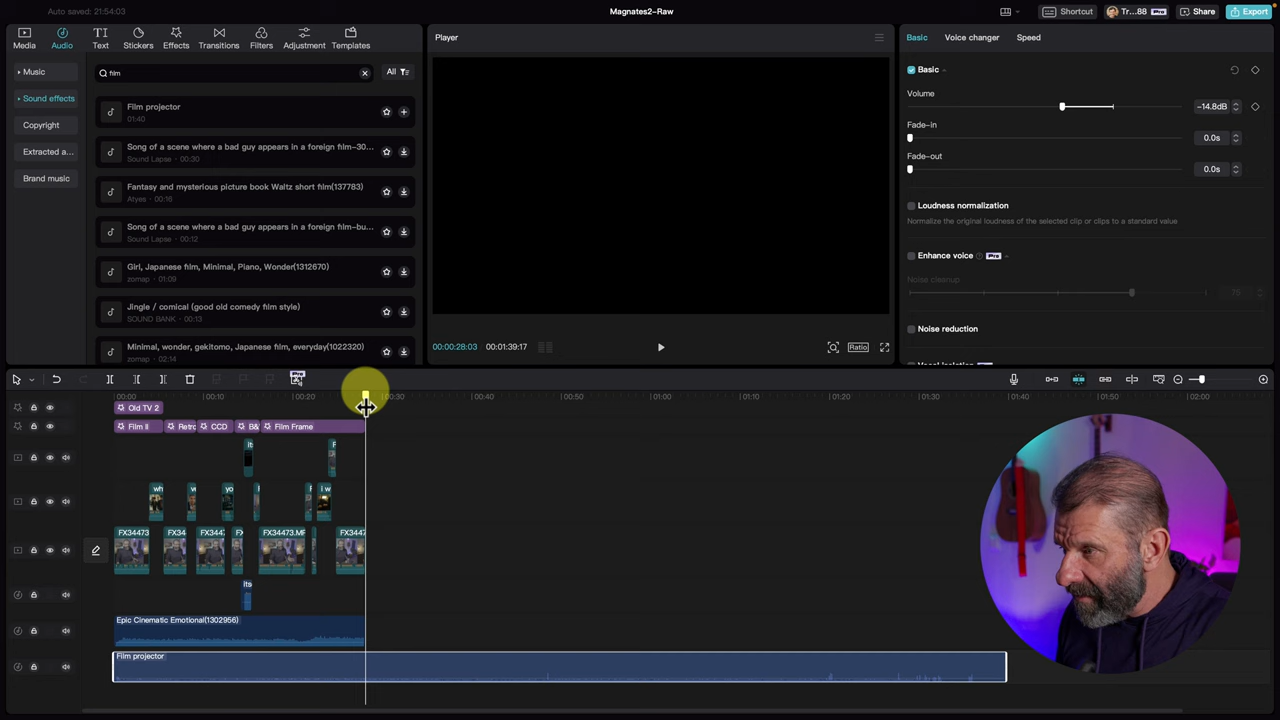 Auto saved: 21:54:03
Magnates2-Raw
Shortcut
Tr...88
Pro
Share
Export
Media
Audio
Text
Stickers
Effects
Transitions
Filters
Adjustment
Templates
Music
Sound effects
Copyright
Extracted a...
Brand music
film
All
Film projector
01:40
Song of a scene where a bad guy appears in a foreign film-30...
Sound Lapse · 00:30
Fantasy and mysterious picture book Waltz short film(137783)
Atyes · 00:16
Song of a scene where a bad guy appears in a foreign film-bu...
Sound Lapse · 00:12
Girl, Japanese film, Minimal, Piano, Wonder(1312670)
zomap · 01:09
Jingle / comical (good old comedy film style)
SOUND BANK · 00:13
Minimal, wonder, gekitomo, Japanese film, everyday(1022320)
zomap · 02:14
Player
00:00:28:03
00:01:39:17
Ratio
Basic
Voice changer
Speed
Basic
Volume
-14.8dB
Fade-in
0.0s
Fade-out
0.0s
Loudness normalization
Normalize the original loudness of the selected clip or clips to a standard value
Enhance voice
Pro
Noise cleanup
75
Noise reduction
Pro
00:00
00:10
00:20
00:30
00:40
00:50
01:00
01:10
01:20
01:30
01:40
01:50
02:00
Old TV 2
Film II
Retro
CCD
B&
Film Frame
its
F
wh
ve
yo
i w
FX34473
FX34
FX347
FX
FX34473.MP
FX3447
its
Epic Cinematic Emotional(1302956)
Film projector